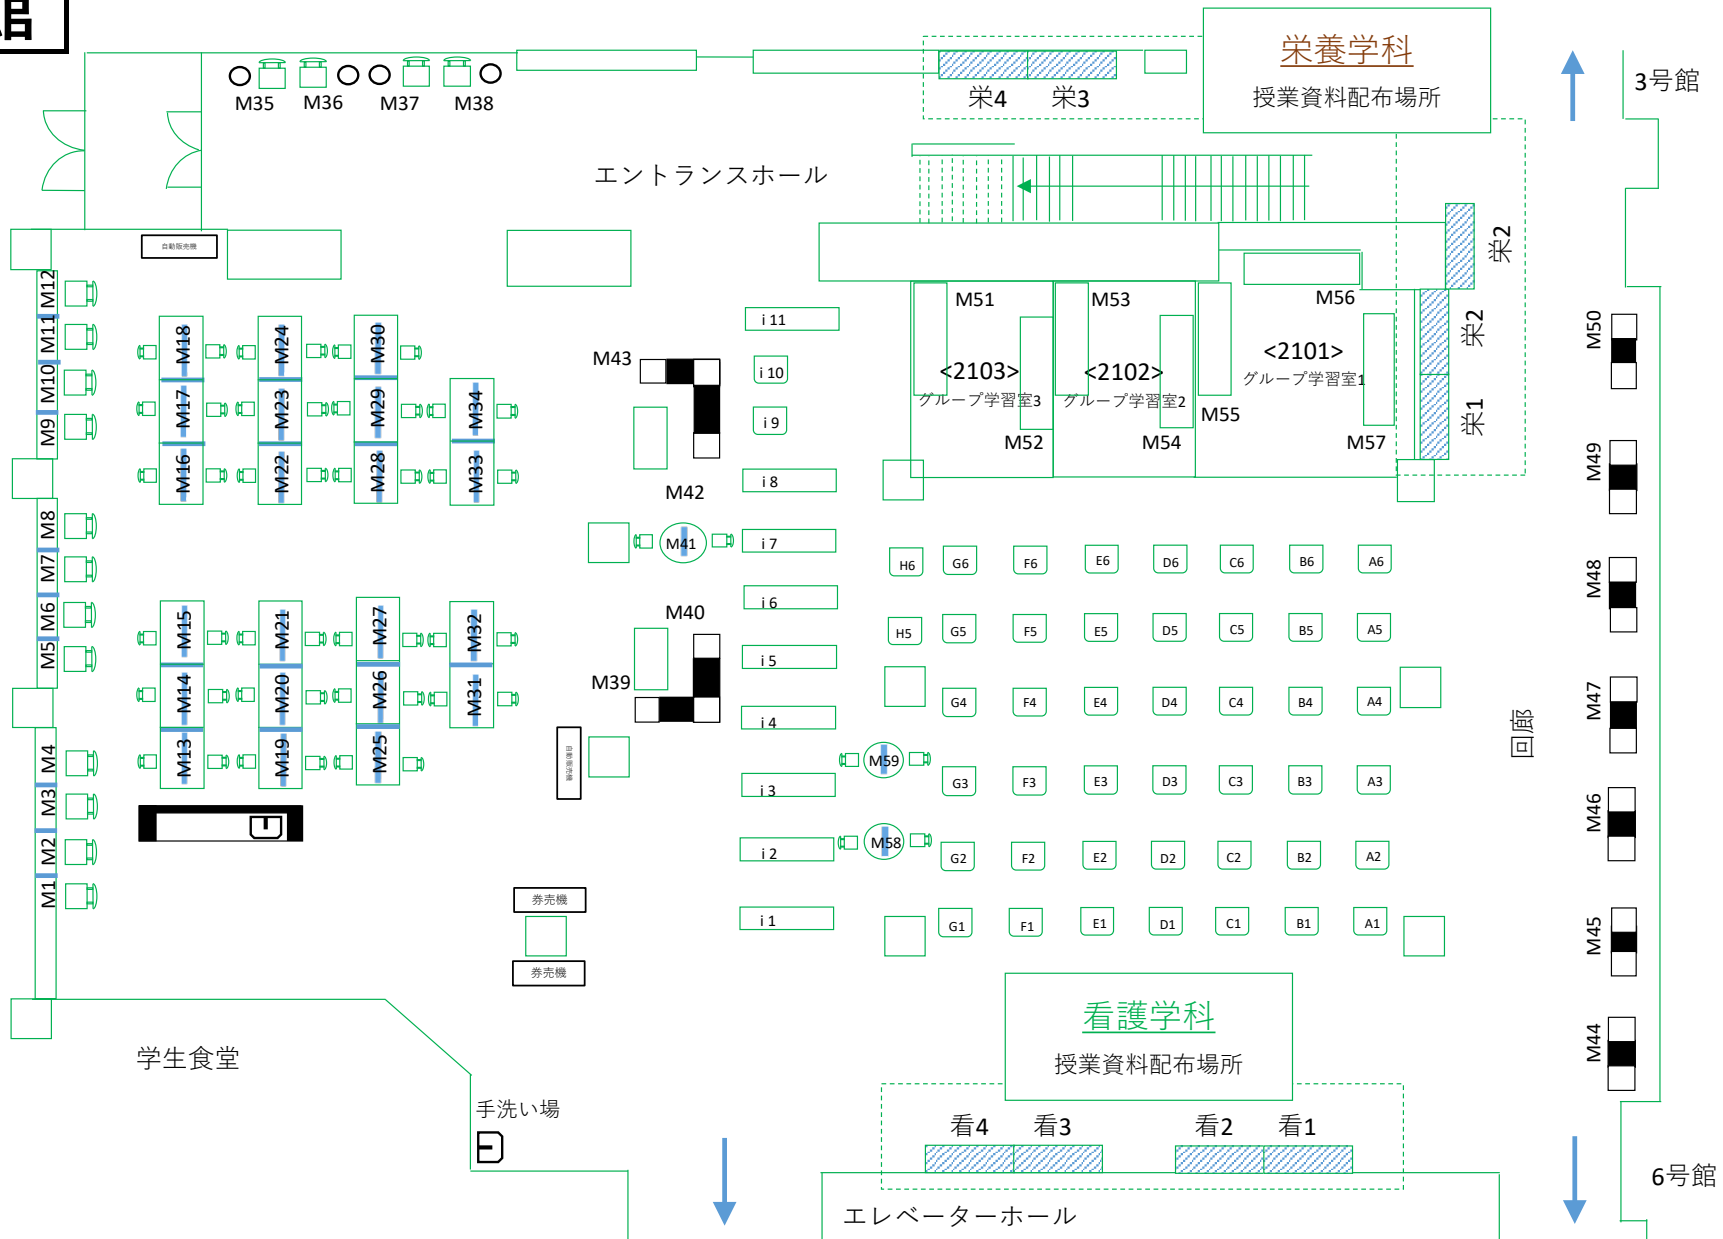 館
栄養学科
授業資料配布場所
3号館
M35 M36 M37 M38
栄4 栄3
エントランスホール
自動販売機
栄2
M12
M11
M10
M9
M18 M24 M30
M17 M23 M29 M34
M16 M22 M28 M33
M43
M42
M41
i 11
i 10
i 9
i 8
i 7
i 6
i 5
i 4
i 3
i 2
i 1
M51 M53 M56
<2103>
グループ学習室3
<2102>
グループ学習室2
<2101>
グループ学習室1
M52 M54 M55 M57
栄2
栄1
M50
M49
M48
M47
M46
M45
M44
M8
M7
M6
M5
M15 M21 M27 M32
M14 M20 M26 M31
M13 M19 M25
M40
M39
自動販売機
M4
M3
M2
M1
H6 G6 F6 E6 D6 C6 B6 A6
H5 G5 F5 E5 D5 C5 B5 A5
G4 F4 E4 D4 C4 B4 A4
M59
G3 F3 E3 D3 C3 B3 A3
M58
G2 F2 E2 D2 C2 B2 A2
G1 F1 E1 D1 C1 B1 A1
回廊
券売機
券売機
看護学科
授業資料配布場所
学生食堂
手洗い場
看4 看3 看2 看1
6号館
エレベーターホール